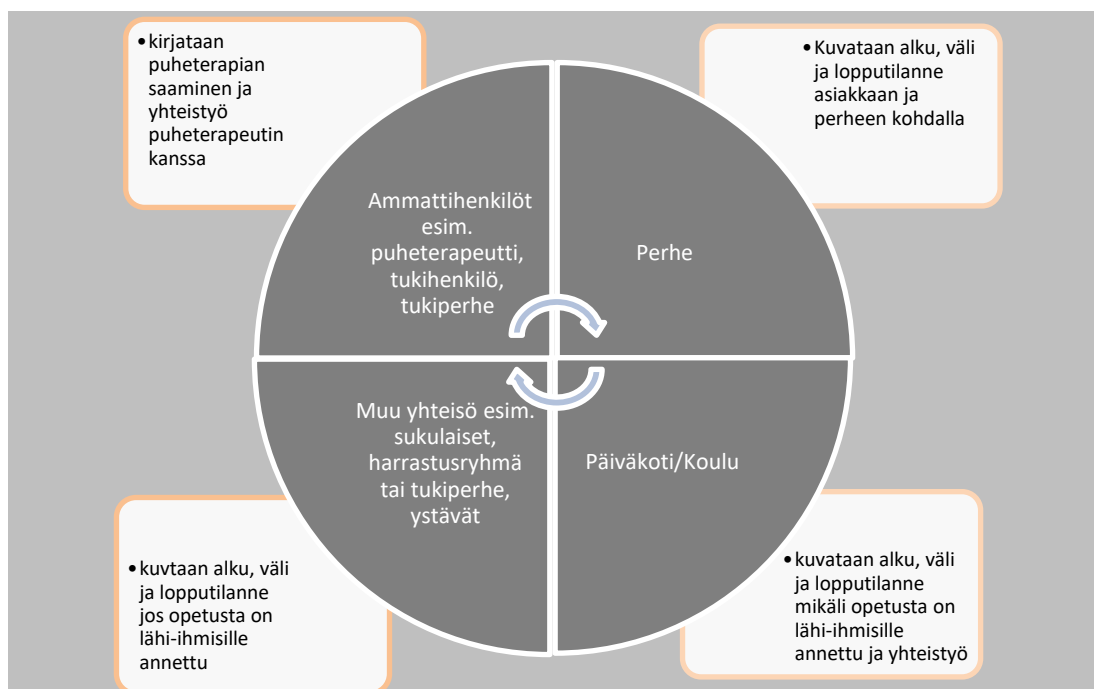 •kirjataan
puheterapian
saaminen ja
yhteistyö
puheterapeutin
kanssa
•Kuvataan alku, väli
ja lopputilanne
asiakkaan ja
perheen kohdalla
Ammattihenkilöt
esim.
puheterapeutti,
tukihenkilö,
tukiperhe
Perhe
Muu yhteisö esim.
sukulaiset,
harrastusryhmä
tai tukiperhe,
ystävät
Päiväkoti/Koulu
•kuvtaan alku, väli
ja lopputilanne
jos opetusta on
lähi-ihmisille
annettu
•kuvataan alku, väli
ja lopputilanne
mikäli opetusta on
lähi-ihmisille
annettu ja yhteistyö